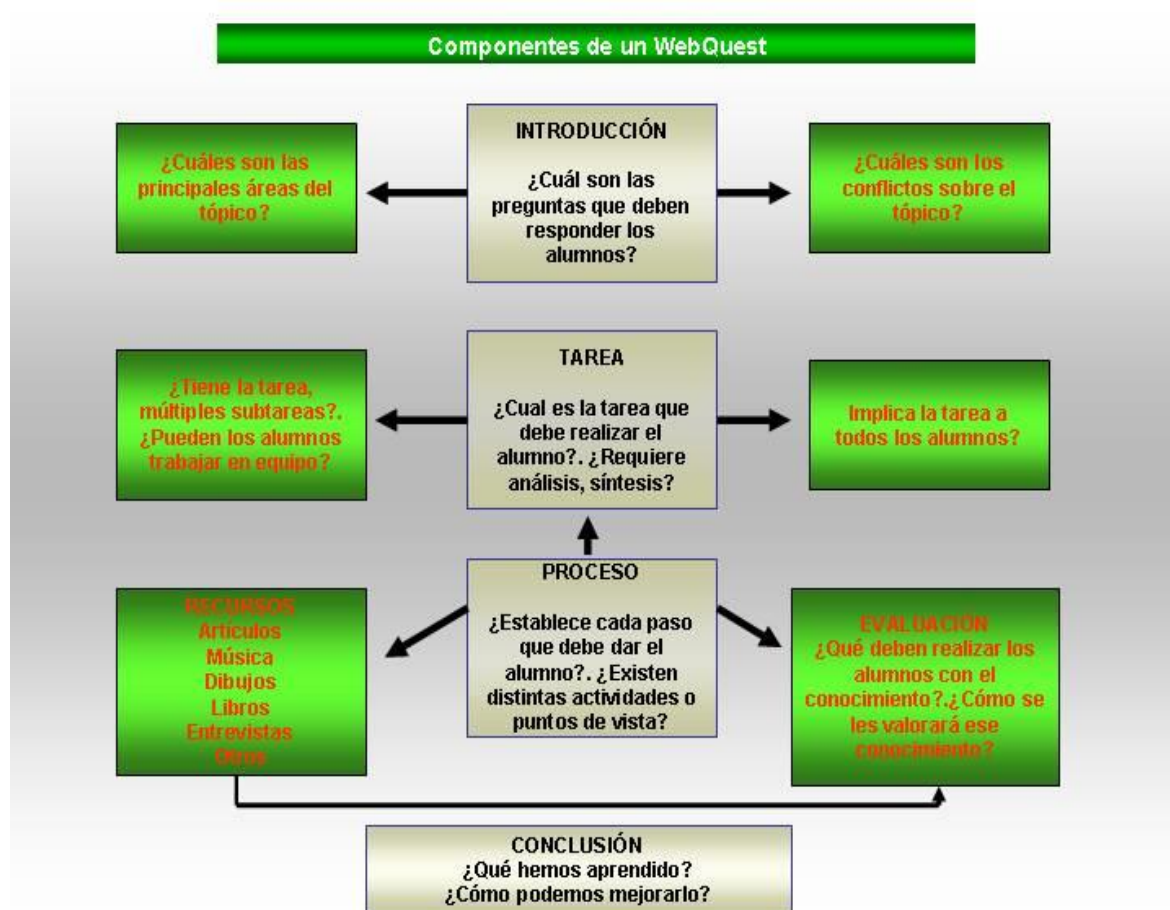 Componentes de un WebQuest
¿Cuáles son las
principales áreas del
tópico?
INTRODUCCIÓN
¿Cuál son las
preguntas que deben
responder los
alumnos?
¿Cuáles son los
conflictos sobre el
tópico?
¿Tiene la tarea,
múltiples subtareas?.
¿Pueden los alumnos
trabajar en equipo?
TAREA
¿Cual es la tarea que
debe realizar el
alumno?. ¿Requiere
análisis, síntesis?
Implica la tarea a
todos los alumnos?
RECURSOS
Artículos
Música
Dibujos
Libros
Entrevistas
Otros
PROCESO
¿Establece cada paso
que debe dar el
alumno?. ¿Existen
distintas actividades o
puntos de vista?
EVALUACIÓN
¿Qué deben realizar los
alumnos con el
conocimiento?.¿Cómo se
les valorará ese
conocimiento?
CONCLUSIÓN
¿Qué hemos aprendido?
¿Cómo podemos mejorarlo?